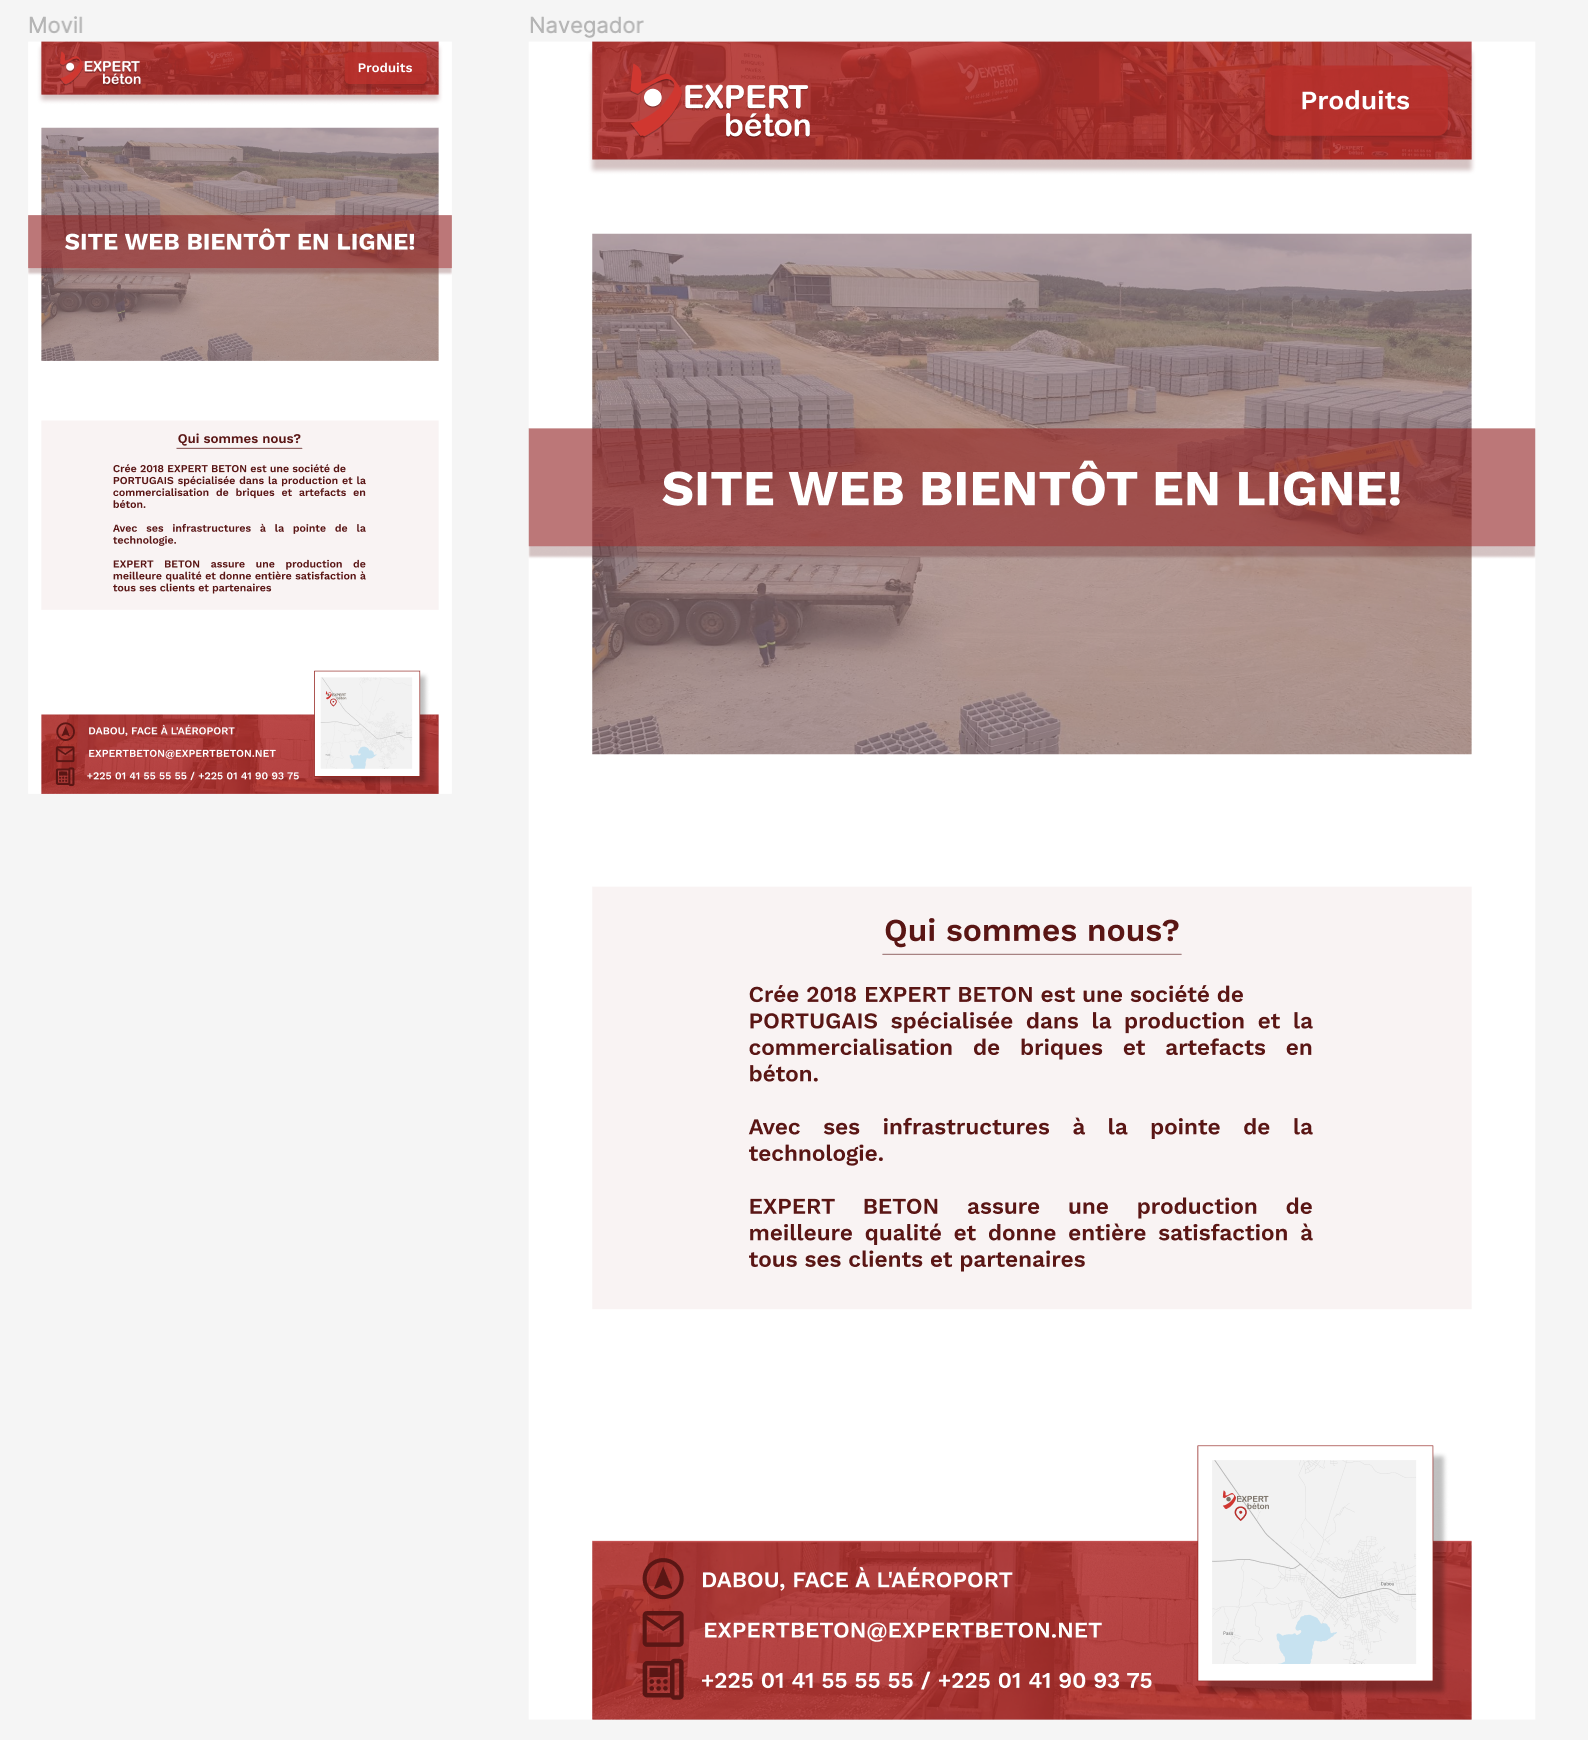 Movil
EXPERT
béton
Produits
SITE WEB BIENTÔT EN LIGNE!
Qui sommes nous?
Crée 2018 EXPERT BETON est une société de
PORTUGAIS spécialisée dans la production et la
commercialisation de briques et artefacts en
béton.
Avec ses infrastructures à la pointe de la
technologie.
EXPERT BETON assure une production de
meilleure qualité et donne entière satisfaction à
tous ses clients et partenaires
DABOU, FACE À L'AÉROPORT
EXPERTBETON@EXPERTBETON.NET
+225 01 41 55 55 55 / +225 01 41 90 93 75
EXPERT
béton
Navegador
EXPERT
béton
EXPERT
béton
Produits
SITE WEB BIENTÔT EN LIGNE!
Qui sommes nous?
Crée 2018 EXPERT BETON est une société de
PORTUGAIS spécialisée dans la production et la
commercialisation de briques et artefacts en
béton.
Avec ses infrastructures à la pointe de la
technologie.
EXPERT BETON assure une production de
meilleure qualité et donne entière satisfaction à
tous ses clients et partenaires
EXPERT
béton
Dabou
DABOU, FACE À L'AÉROPORT
EXPERTBETON@EXPERTBETON.NET
+225 01 41 55 55 55 / +225 01 41 90 93 75